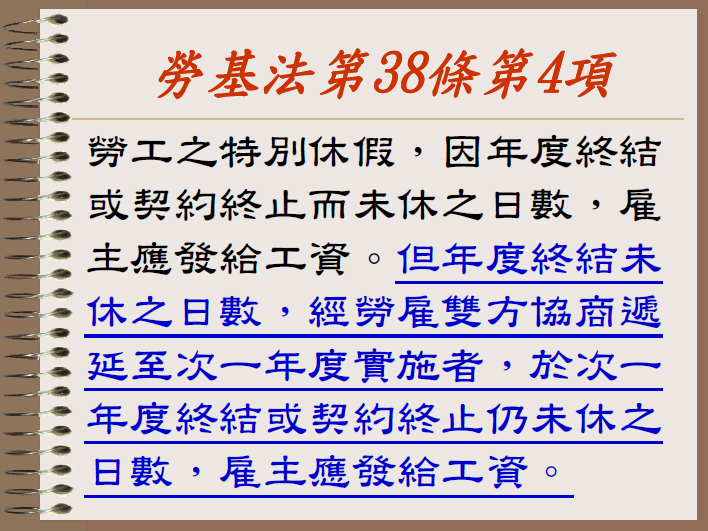 勞基法第38條第4項
勞工之特別休假，因年度終結
或契約終止而未休之日數，雇
主應發給工資。但年度終結未
休之日數，經勞雇雙方協商遞
延至次一年度實施者，於次一
年度終結或契約終止仍未休之
日數，雇主應發給工資。